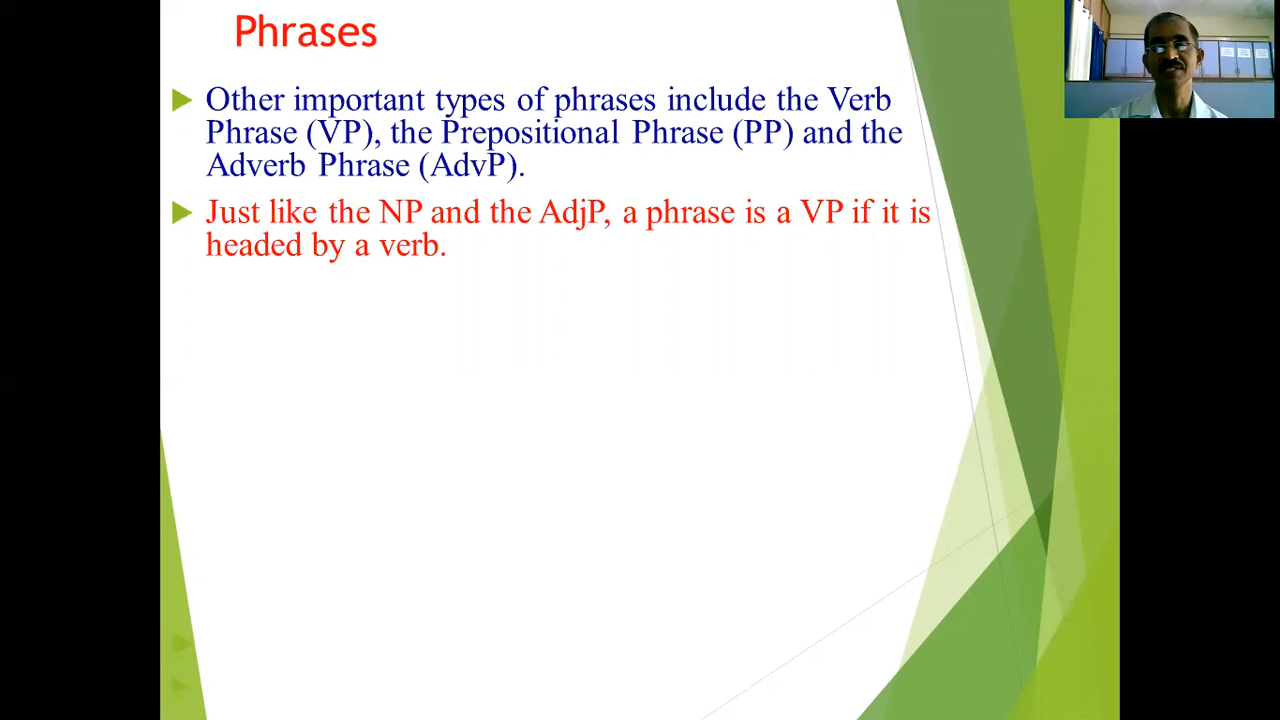 Phrases
Other important types of phrases include the Verb
Phrase (VP), the Prepositional Phrase (PP) and the
Adverb Phrase (AdvP).
Just like the NP and the AdjP, a phrase is a VP if it is
headed by a verb.